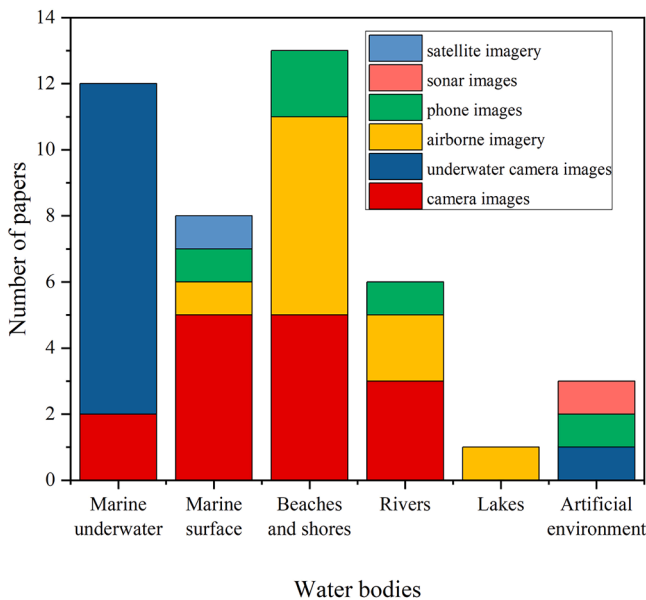 14
12
10
8
6
4
2
0
Number of papers
satellite imagery
sonar images
phone images
airborne imagery
underwater camera images
camera images
Marine
underwater
Marine
surface
Beaches
and shores
Rivers
Lakes
Artificial
environment
Water bodies